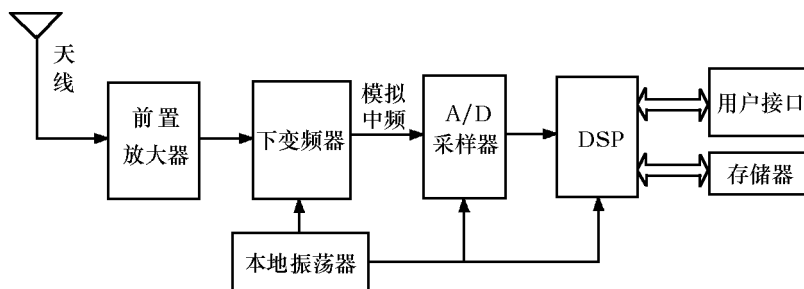 天
线
前置
放大器
下变频器
模拟
中频
A/D
采样器
DSP
用户接口
存储器
本地振荡器